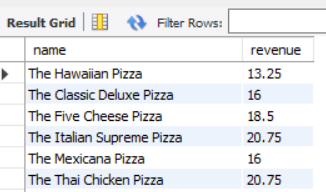 Result Grid Filter Rows:
name revenue
The Hawaiian Pizza 13.25
The Classic Deluxe Pizza 16
The Five Cheese Pizza 18.5
The Italian Supreme Pizza 20.75
The Mexicana Pizza 16
The Thai Chicken Pizza 20.75